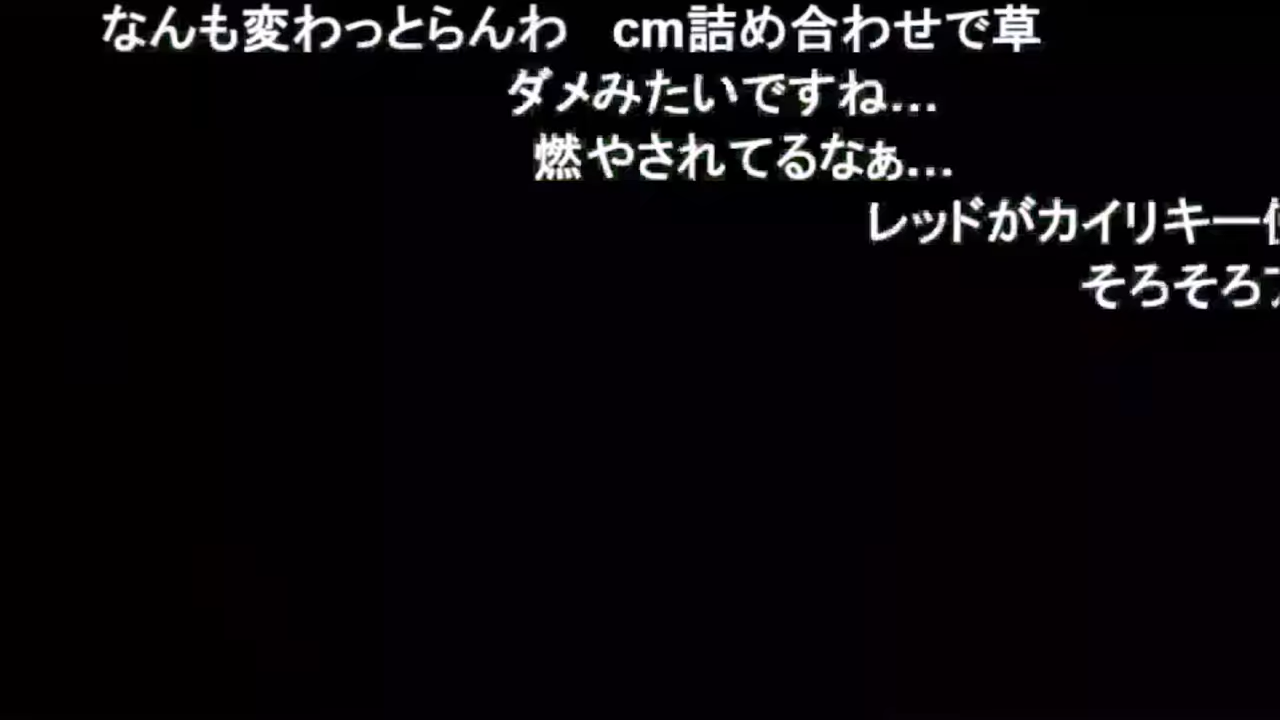 なんも変わっとらんわ　cm詰め合わせで草
ダメみたいですね…
燃やされてるなぁ…
レッドがカイリキー
そろそろ